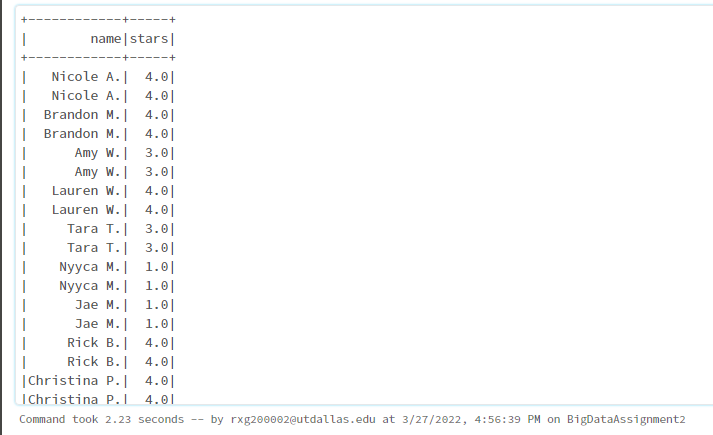 +------------+-----+
|        name|stars|
+------------+-----+
|   Nicole A.|  4.0|
|   Nicole A.|  4.0|
|  Brandon M.|  4.0|
|  Brandon M.|  4.0|
|      Amy W.|  3.0|
|      Amy W.|  3.0|
|   Lauren W.|  4.0|
|   Lauren W.|  4.0|
|     Tara T.|  3.0|
|     Tara T.|  3.0|
|    Nyyca M.|  1.0|
|    Nyyca M.|  1.0|
|      Jae M.|  1.0|
|      Jae M.|  1.0|
|     Rick B.|  4.0|
|     Rick B.|  4.0|
|Christina P.|  4.0|
|Christina P.|  4.0|
Command took 2.23 seconds -- by rxg200002@utdallas.edu at 3/27/2022, 4:56:39 PM on BigDataAssignment2